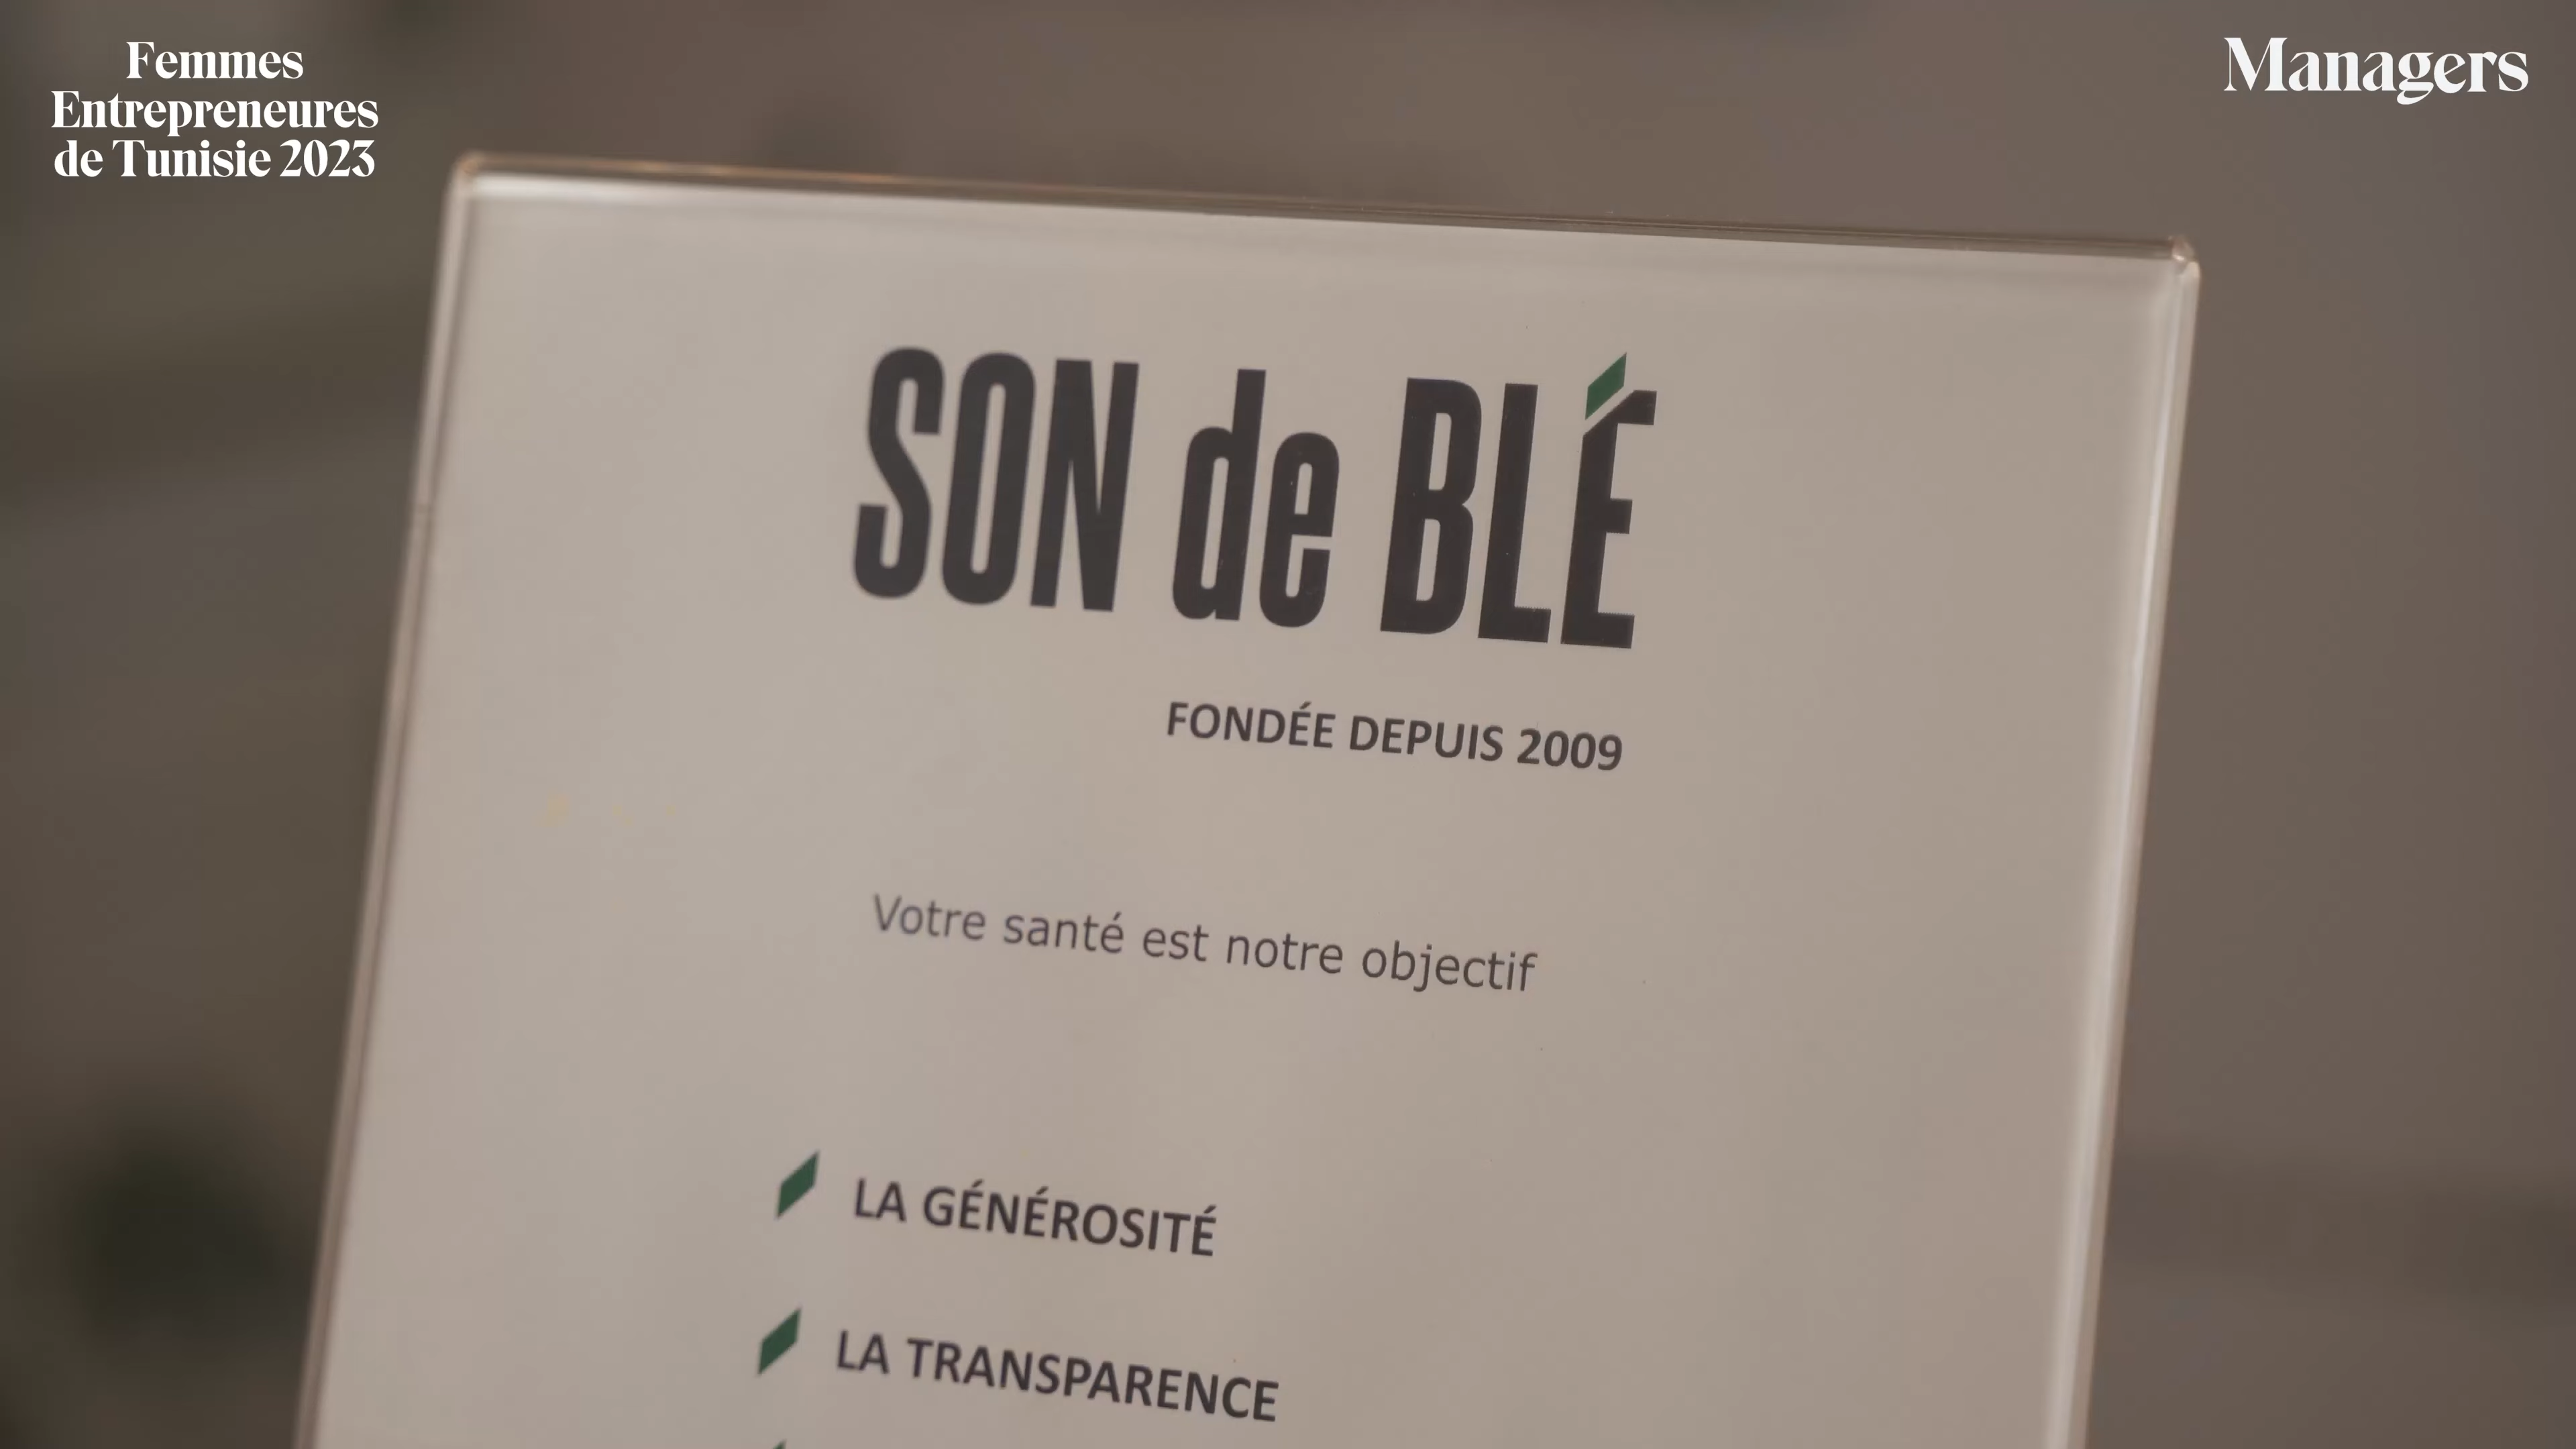 Femmes
Entrepreneures
de Tunisie 2023
Managers
SON de BLÉ
FONDÉE DEPUIS 2009
Votre santé est notre objectif
LA GÉNÉROSITÉ
LA TRANSPARENCE